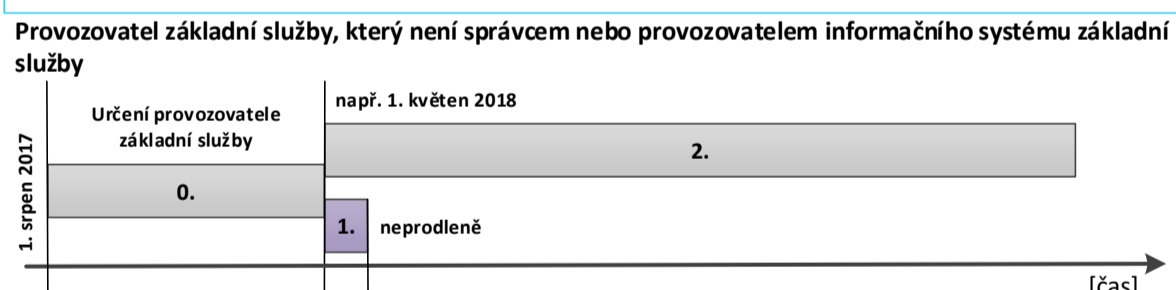 Provozovatel základní služby, který není správcem nebo provozovatelem informačního systému základní
služby
Určení provozovatele
základní služby
např. 1. květen 2018
1. srpen 2017
2.
0.
1.
neprodleně
[čas]